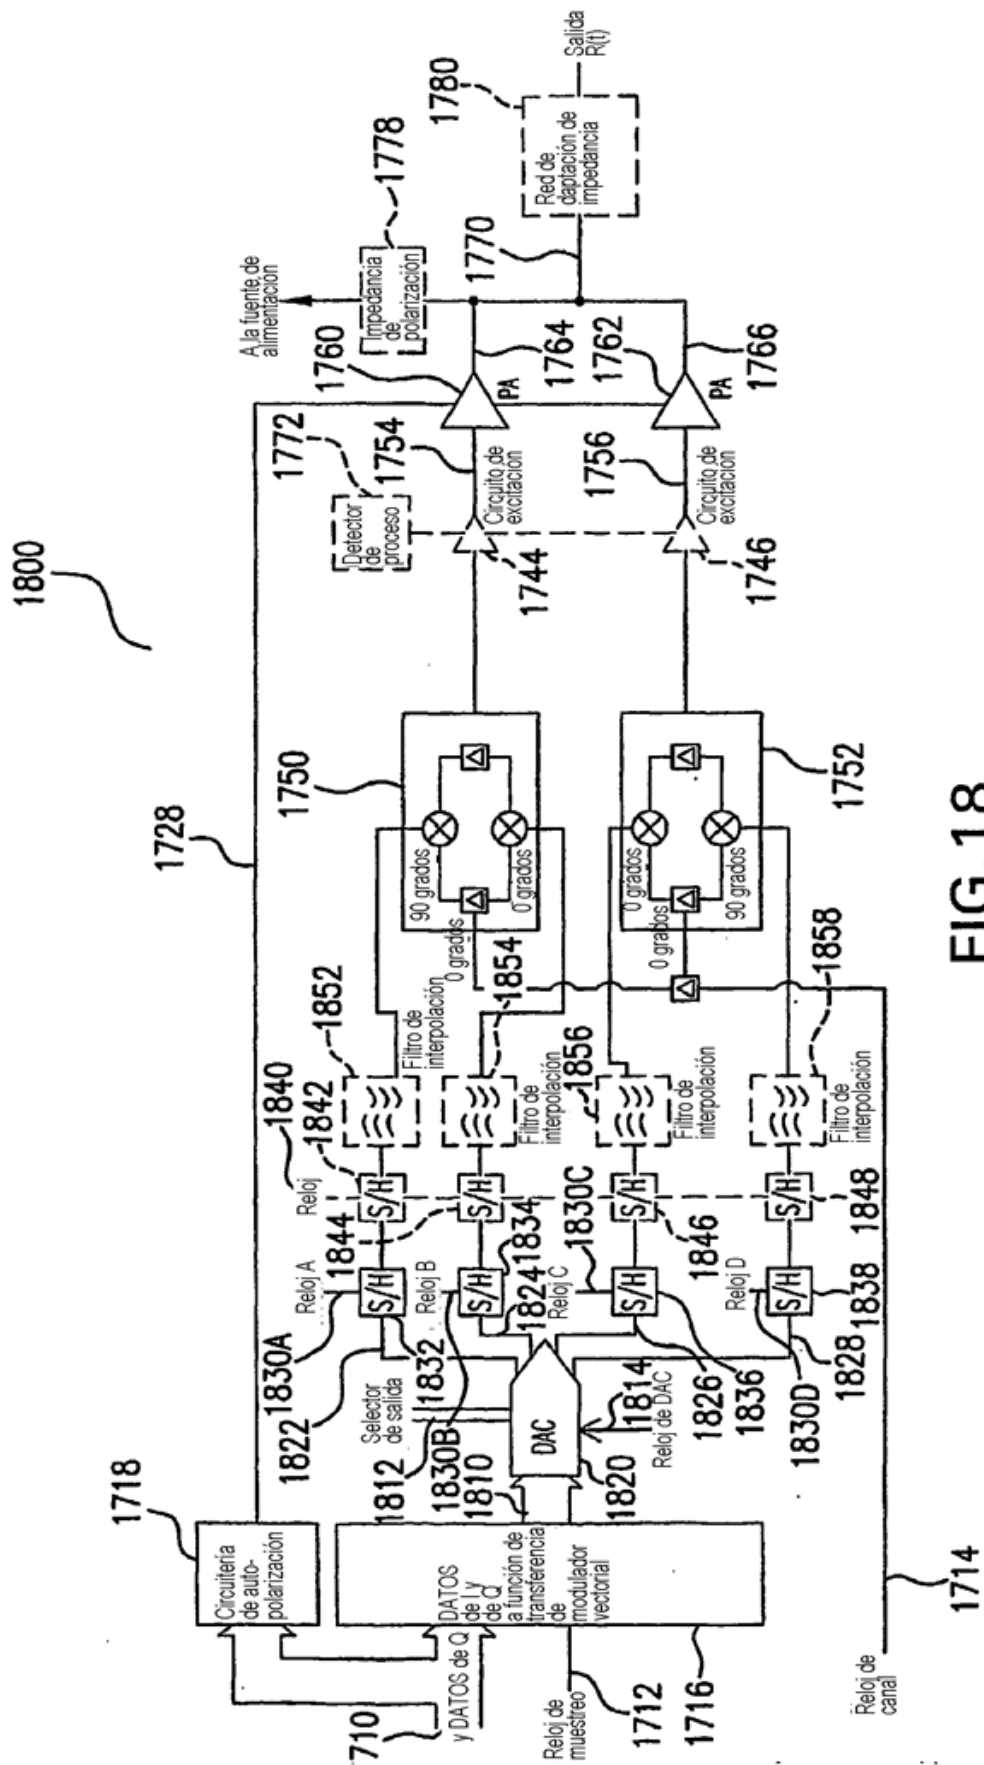 1800
1728
1718
Circuitería
de auto-
polarización
1710
y DATOS de Q
DATOS
de I y
de Q
a función de
transferencia
de
modulador
vectorial
Reloj de
muestreo
1712
1716
Reloj de
canal
1714
1810
1812
Selector
de salida
DAC
1820
1814
Reloj de DAC
1822
1824
1826
1828
1830A
Reloj A
1830B
Reloj B
1830C
Reloj C
1830D
Reloj D
S/H
1832
S/H
1834
S/H
1836
S/H
1838
Reloj
1840
S/H
1842
S/H
1844
S/H
1846
S/H
1848
1852
Filtro de
interpolación
1854
Filtro de
interpolación
1856
Filtro de
interpolación
1858
Filtro de
interpolación
1750
90 grados
0 grados
0 grados
1752
0 grados
0 grados
90 grados
Detector
de
proceso
1772
1744
Circuito de
excitación
1754
1746
Circuito de
excitación
1756
1760
PA
1764
1762
PA
1766
A la fuente de
alimentación
Impedancia
de
polarización
1778
1770
Red de
daptación de
impedancia
1780
Salida
R(t)
FIG.18